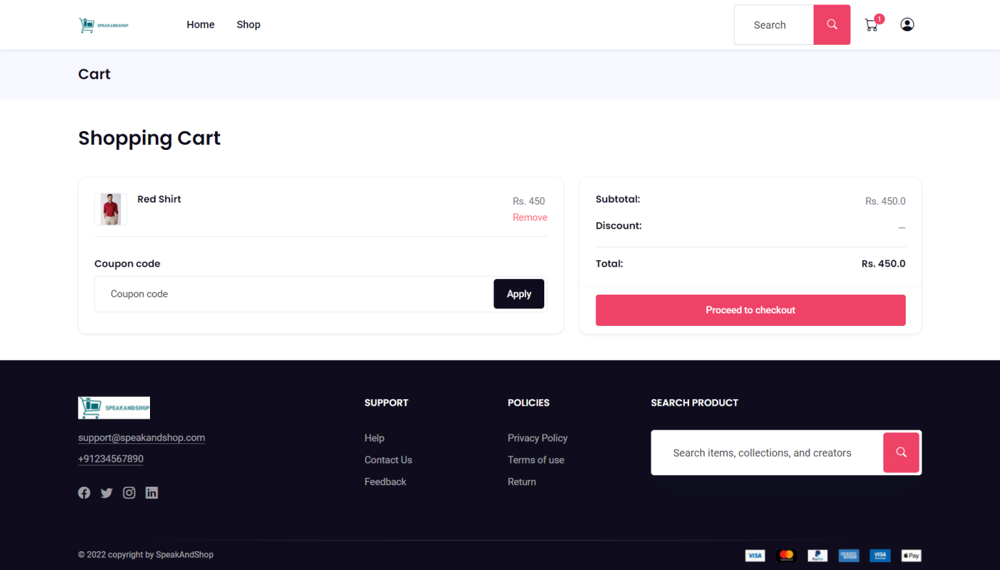 SPEAKANDSHOP
Home
Shop
Search
1
Cart
Shopping Cart
Red Shirt
Rs. 450
Remove
Coupon code
Coupon code
Apply
Subtotal:
Rs. 450.0
Discount:
—
Total:
Rs. 450.0
Proceed to checkout
SPEAKANDSHOP
support@speakandshop.com
+91234567890
SUPPORT
Help
Contact Us
Feedback
POLICIES
Privacy Policy
Terms of use
Return
SEARCH PRODUCT
Search items, collections, and creators
© 2022 copyright by SpeakAndShop
VISA
PayPal
VISA
Pay